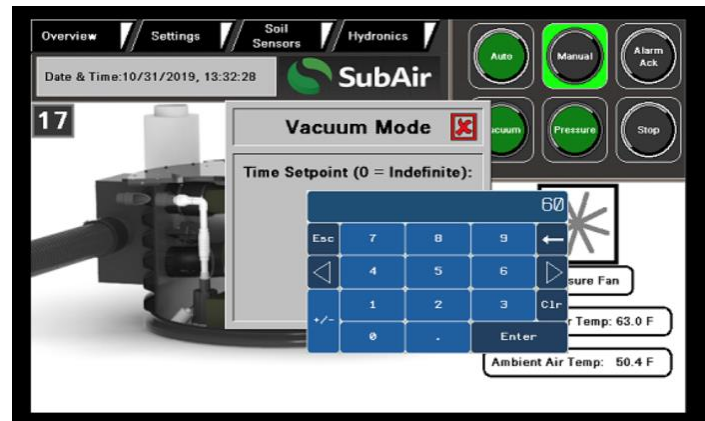 Overview
Settings
Soil
Sensors
Hydronics
Auto
Manual
Alarm
Ack
Date & Time:10/31/2019, 13:32:28
SubAir
17
Vacuum Mode
Pressure
Stop
Time Setpoint (0 = Indefinite):
60
Esc 7 8 9
4 5 6
Fan
1 2 3 Clr
+/-
Temp: 63.0 F
0 . Enter
Ambient Air Temp: 50.4 F